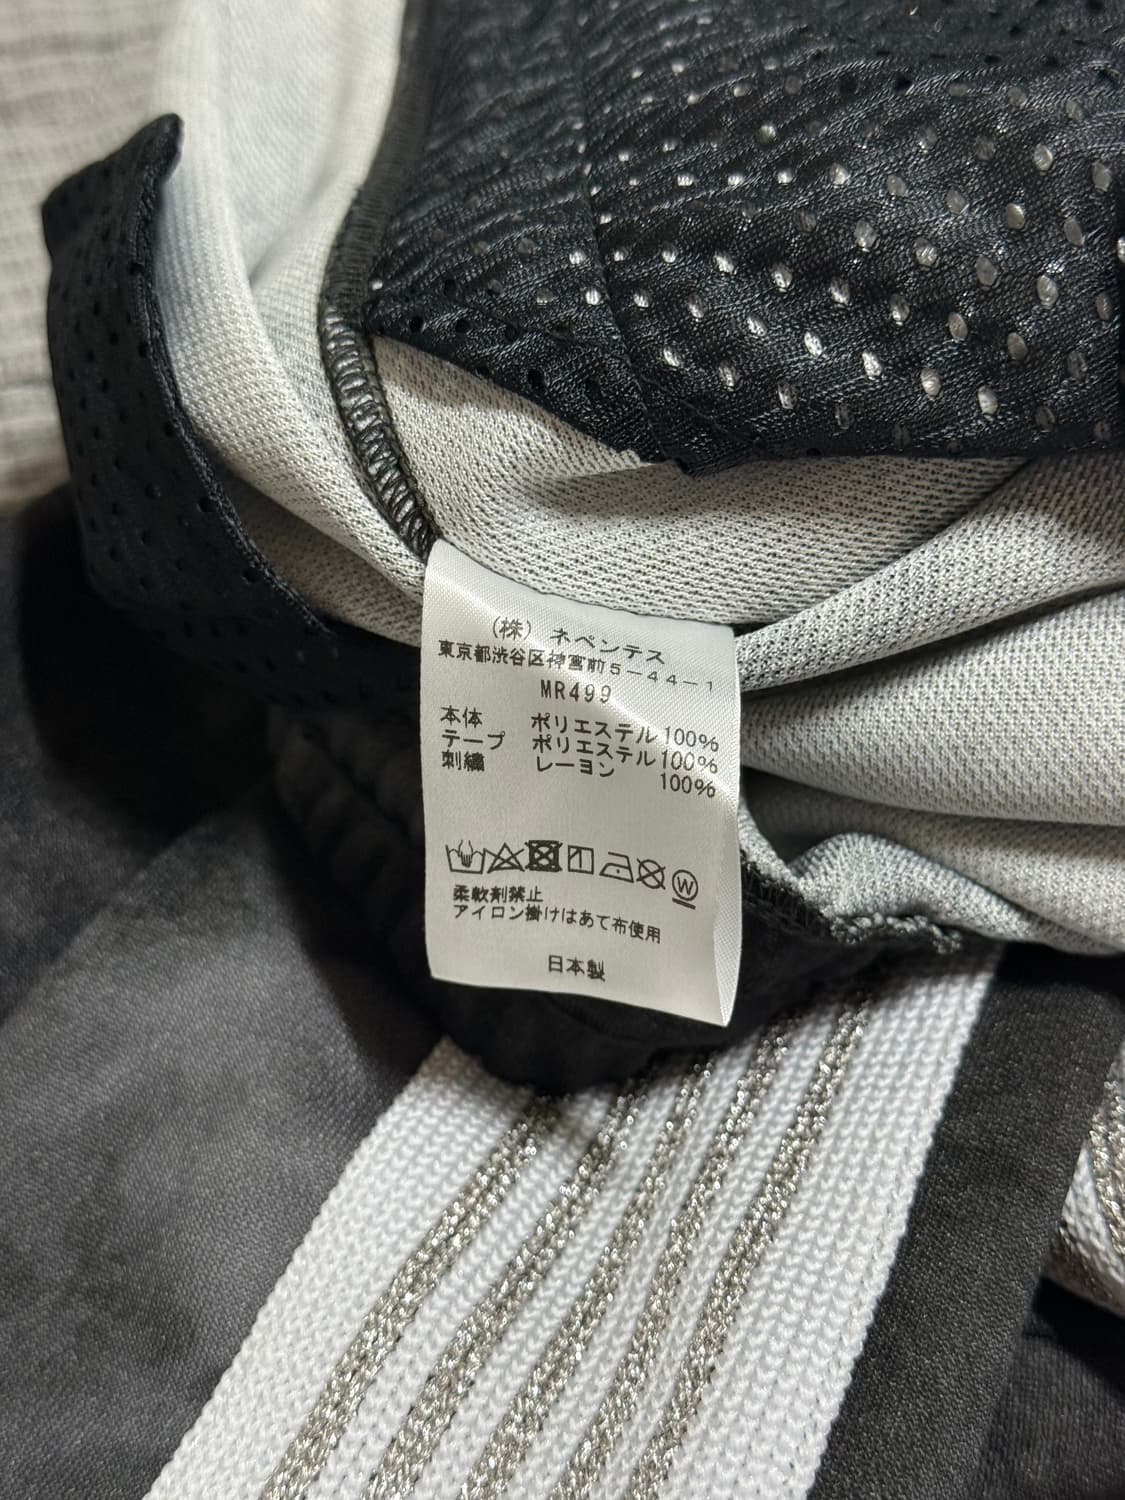 (株) ネペンテス
東京都渋谷区神宮前5-44-1
MR499
本体 ポリエステル100%
テープ ポリエステル100%
刺繍 レーヨン 100%
W
柔軟剤禁止
アイロン掛けはあて布使用
日本製